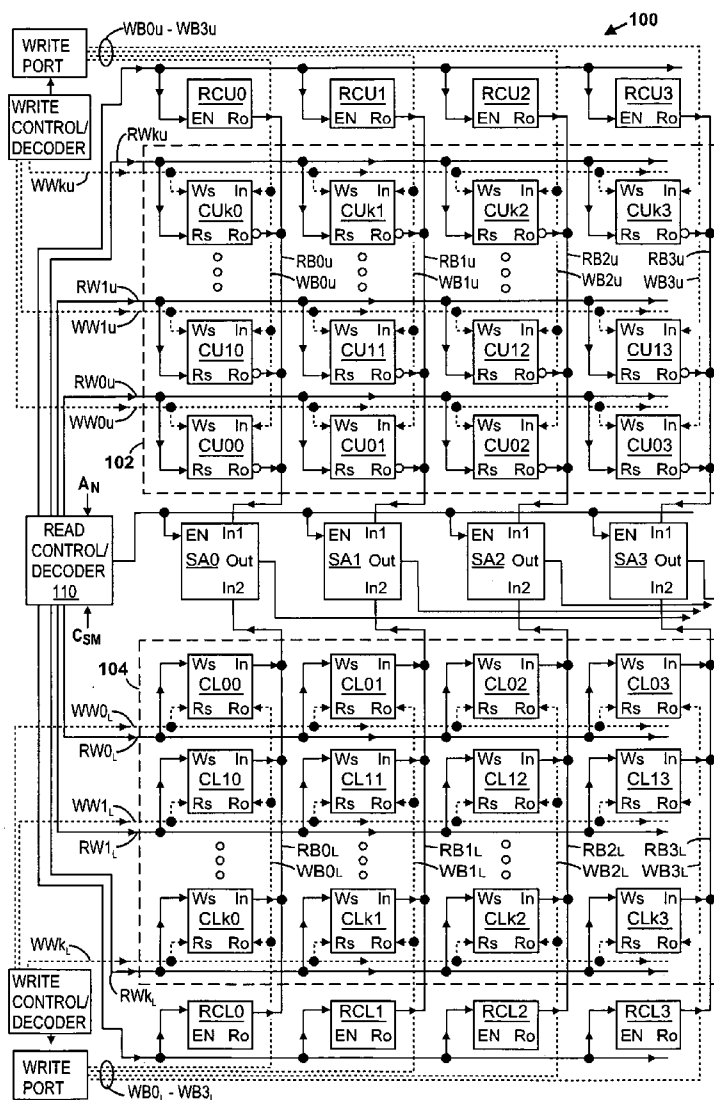 WB0u - WB3u
100
WRITE PORT
RCU0 RCU1 RCU2 RCU3
EN Ro EN Ro EN Ro EN Ro
WRITE CONTROL/ DECODER
RWku
WWku
Ws In Ws In Ws In Ws In
CUk0 CUk1 CUk2 CUk3
Rs Ro Rs Ro Rs Ro Rs Ro
RB0u RB1u RB2u RB3u
WB0u WB1u WB2u WB3u
RW1u
WW1u
Ws In Ws In Ws In Ws In
CU10 CU11 CU12 CU13
Rs Ro Rs Ro Rs Ro Rs Ro
RW0u
WW0u
Ws In Ws In Ws In Ws In
CU00 CU01 CU02 CU03
Rs Ro Rs Ro Rs Ro Rs Ro
102
AN
READ CONTROL/ DECODER 110
EN In1 EN In1 EN In1 EN In1
SA0 Out SA1 Out SA2 Out SA3 Out
In2 In2 In2 In2
CSM
104
Ws In Ws In Ws In Ws In
CL00 CL01 CL02 CL03
Rs Ro Rs Ro Rs Ro Rs Ro
WW0L
RW0L
Ws In Ws In Ws In Ws In
CL10 CL11 CL12 CL13
Rs Ro Rs Ro Rs Ro Rs Ro
WW1L
RW1L
RB0L RB1L RB2L RB3L
WB0L WB1L WB2L WB3L
Ws In Ws In Ws In Ws In
CLk0 CLk1 CLk2 CLk3
Rs Ro Rs Ro Rs Ro Rs Ro
WWkL
RWkL
WRITE CONTROL/ DECODER
RCL0 RCL1 RCL2 RCL3
EN Ro EN Ro EN Ro EN Ro
WRITE PORT
WB0L - WB3L